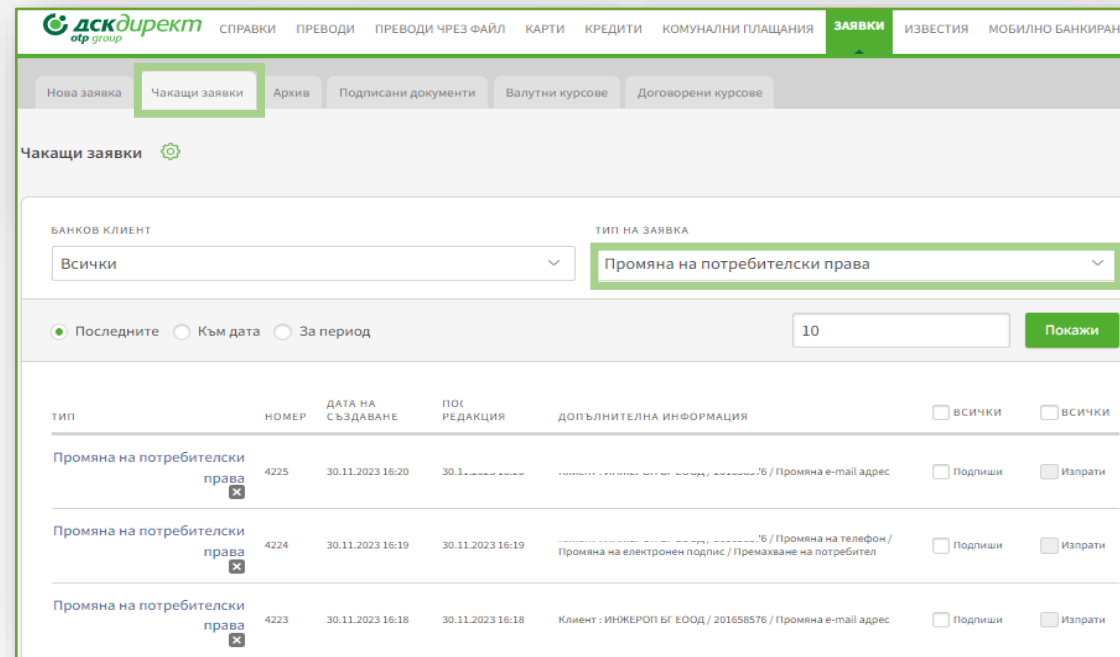 дскдирект
otp group
СПРАВКИ ПРЕВОДИ ПРЕВОДИ ЧРЕЗ ФАЙЛ КАРТИ КРЕДИТИ КОМУНАЛНИ ПЛАЩАНИЯ ЗАЯВКИ ИЗВЕСТИЯ МОБИЛНО БАНКИРАН
Нова заявка Чакащи заявки Архив Подписани документи Валутни курсове Договорени курсове
Чакащи заявки
БАНКОВ КЛИЕНТ ТИП НА ЗАЯВКА
Всички Промяна на потребителски права
Последните Към дата За период 10 Покажи
ТИП НОМЕР ДАТА НА СЪЗДАВАНЕ РЕДАКЦИЯ ДОПЪЛНИТЕЛНА ИНФОРМАЦИЯ ВСИЧКИ ВСИЧКИ
Промяна на потребителски
права 4225 30.11.2023 16:20 / Промяна e-mail адрес Подпиши Изпрати
Промяна на потребителски
права 4224 30.11.2023 16:19 30.11.2023 16:19 / Промяна на телефон /
Промяна на електронен подпис / Премахване на потребител Подпиши Изпрати
Промяна на потребителски
права 4223 30.11.2023 16:18 30.11.2023 16:18 Клиент : ИНЖЕРОП БГ ЕООД / 201658576 / Промяна e-mail адрес Подпиши Изпрати